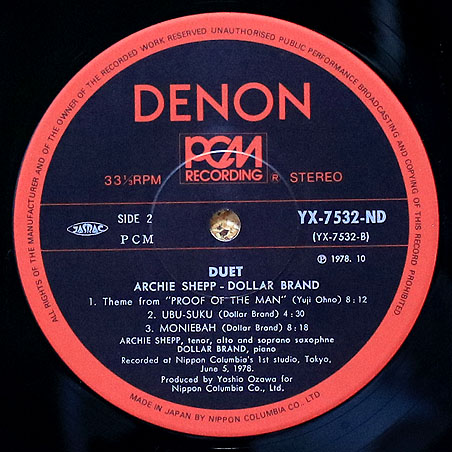 ALL RIGHTS OF THE MANUFACTURER AND OF THE OWNER OF THE RECORDED WORK RESERVED UNAUTHORISED PUBLIC PERFORMANCE BROADCASTING AND COPYING OF THIS RECORD PROHIBITED
DENON
PCM
RECORDING
33⅓RPM R STEREO
SIDE 2 YX-7532-ND
JASRAC PCM (YX-7532-B)
DUET ℗ 1978. 10
ARCHIE SHEPP - DOLLAR BRAND
1. Theme from "PROOF OF THE MAN" (Yuji Ohno) 8:12
2. UBU-SUKU (Dollar Brand) 4:30
3. MONIEBAH (Dollar Brand) 8:18
ARCHIE SHEPP, tenor, alto and soprano saxophne
DOLLAR BRAND, piano
Recorded at Nippon Columbia's 1st studio, Tokyo,
June 5, 1978.
Produced by Yoshio Ozawa for
Nippon Columbia Co., Ltd.
MADE IN JAPAN BY NIPPON COLUMBIA CO., LTD